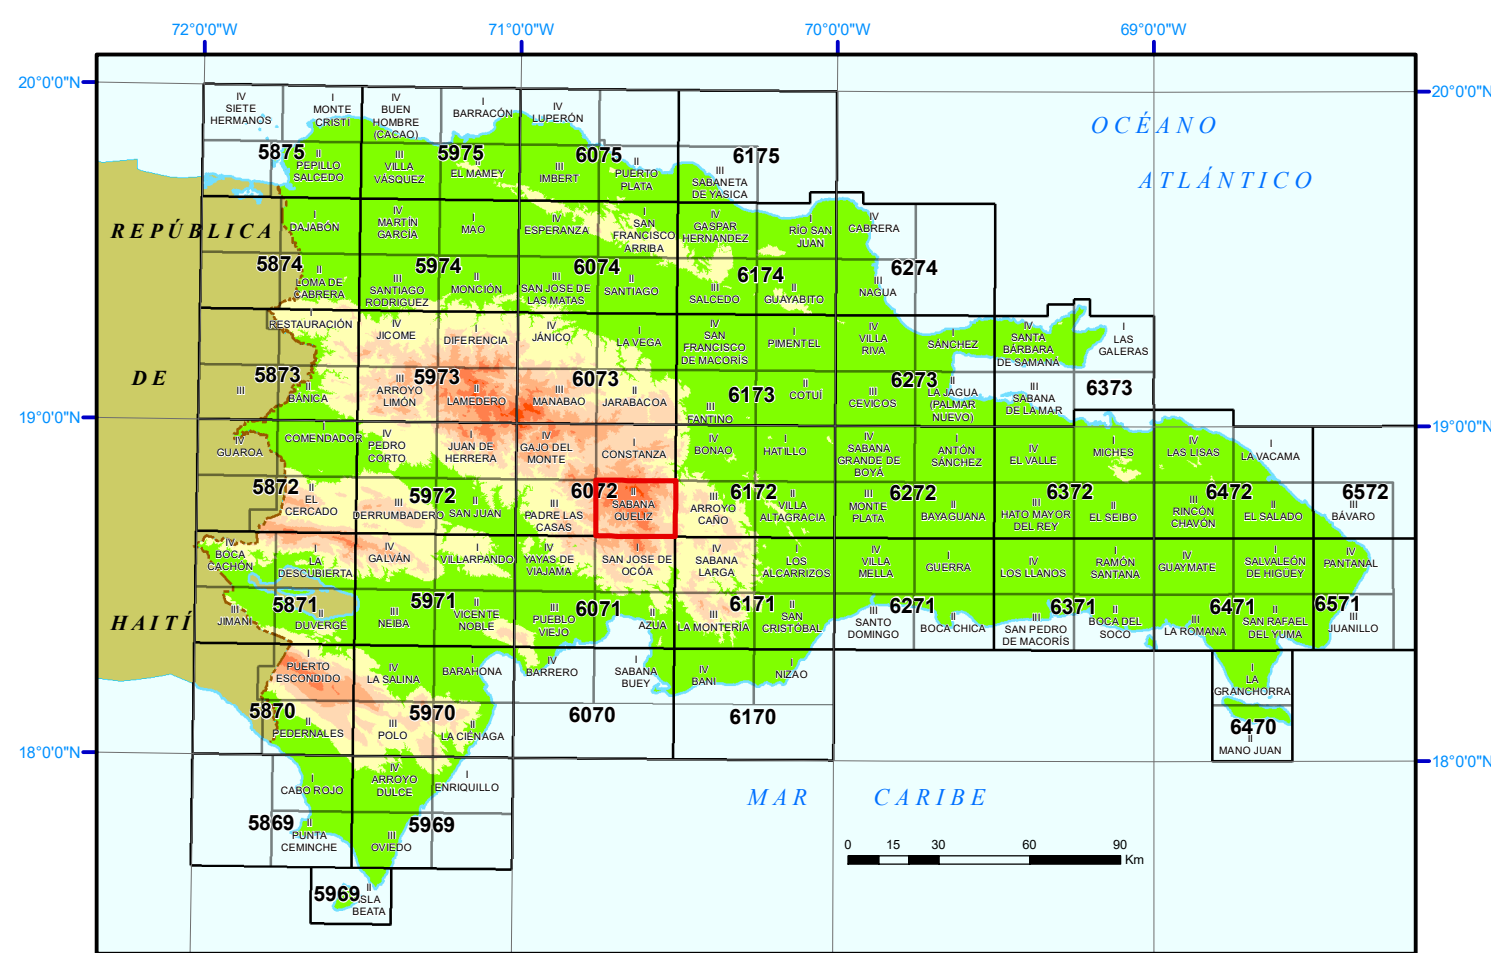 72°0'0"W
71°0'0"W
70°0'0"W
69°0'0"W
20°0'0"N
20°0'0"N
IV
SIETE
HERMANOS
I
MONTE
CRISTI
IV
BUEN
HOMBRE
(CACAO)
I
BARRACÓN
IV
LUPERÓN
OCÉANO
ATLÁNTICO
5875
5975
6075
6175
II
PEPILLO
SALCEDO
III
VILLA
VÁSQUEZ
II
EL MAMEY
III
IMBERT
II
PUERTO
PLATA
III
SABANETA
DE YASICA
REPÚBLICA
I
DAJABÓN
IV
MARTÍN
GARCÍA
I
MAO
IV
ESPERANZA
I
SAN
FRANCISCO
ARRIBA
IV
GASPAR
HERNANDEZ
I
RÍO SAN
JUAN
IV
CABRERA
5874
5974
6074
6174
6274
II
LOMA DE
CABRERA
III
SANTIAGO
RODRIGUEZ
II
MONCIÓN
III
SAN JOSE DE
LAS MATAS
II
SANTIAGO
III
SALCEDO
II
GUAYABITO
III
NAGUA
I
RESTAURACIÓN
IV
JICOME
I
DIFERENCIA
IV
JÁNICO
I
LA VEGA
IV
SAN
FRANCISCO
DE MACORÍS
I
PIMENTEL
IV
VILLA
RIVA
I
SÁNCHEZ
IV
SANTA
BÁRBARA
DE SAMANÁ
I
LAS
GALERAS
DE
5873
5973
6073
6173
6273
6373
III
II
BÁNICA
III
ARROYO
LIMÓN
II
LAMEDERO
III
MANABAO
II
JARABACOA
III
FANTINO
II
COTUÍ
III
CEVICOS
II
LA JAGUA
(PALMAR
NUEVO)
III
SABANA
DE LA MAR
19°0'0"N
19°0'0"N
IV
GUAROA
I
COMENDADOR
IV
PEDRO
CORTO
I
JUAN DE
HERRERA
IV
GAJO DEL
MONTE
I
CONSTANZA
IV
BONAO
I
HATILLO
IV
SABANA
GRANDE DE
BOYÁ
I
ANTÓN
SÁNCHEZ
IV
EL VALLE
I
MICHES
IV
LAS LISAS
I
LA VACAMA
5872
5972
6072
6172
6272
6372
6472
6572
II
EL
CERCADO
III
DERRUMBADERO
II
SAN JUAN
III
PADRE LAS
CASAS
II
SABANA
QUELIZ
III
ARROYO
CAÑO
II
VILLA
ALTAGRACIA
III
MONTE
PLATA
II
BAYAGUANA
III
HATO MAYOR
DEL REY
II
EL SEIBO
III
RINCÓN
CHAVÓN
II
EL SALADO
III
BÁVARO
IV
BOCA
CACHÓN
I
LA
DESCUBIERTA
IV
GALVÁN
I
VILLARPANDO
IV
YAYAS DE
VIAJAMA
I
SAN JOSE DE
OCÓA
IV
SABANA
LARGA
I
LOS
ALCARRIZOS
IV
VILLA
MELLA
I
GUERRA
IV
LOS LLANOS
I
RAMÓN
SANTANA
IV
GUAYMATE
I
SALVALEÓN
DE HIGÜEY
IV
PANTANAL
HAITÍ
5871
5971
6071
6171
6271
6371
6471
6571
III
JIMANÍ
II
DUVERGÉ
III
NEIBA
II
VICENTE
NOBLE
III
PUEBLO
VIEJO
II
AZUA
III
LA MONTERÍA
II
SAN
CRISTÓBAL
III
SANTO
DOMINGO
II
BOCA CHICA
III
SAN PEDRO
DE MACORÍS
II
BOCA DEL
SOCO
III
LA ROMANA
II
SAN RAFAEL
DEL YUMA
III
JUANILLO
I
PUERTO
ESCONDIDO
IV
LA SALINA
I
BARAHONA
IV
BARRERO
I
SABANA
BUEY
IV
BANI
I
NIZAO
I
LA
GRANCHORRA
5870
5970
6070
6170
6470
II
PEDERNALES
III
POLO
II
LA CIÉNAGA
II
MANO JUAN
18°0'0"N
18°0'0"N
I
CABO ROJO
IV
ARROYO
DULCE
I
ENRIQUILLO
MAR CARIBE
5869
5969
II
PUNTA
CEMINCHE
III
OVIEDO
0 15 30 60 90
Km
5969
II
ISLA
BEATA